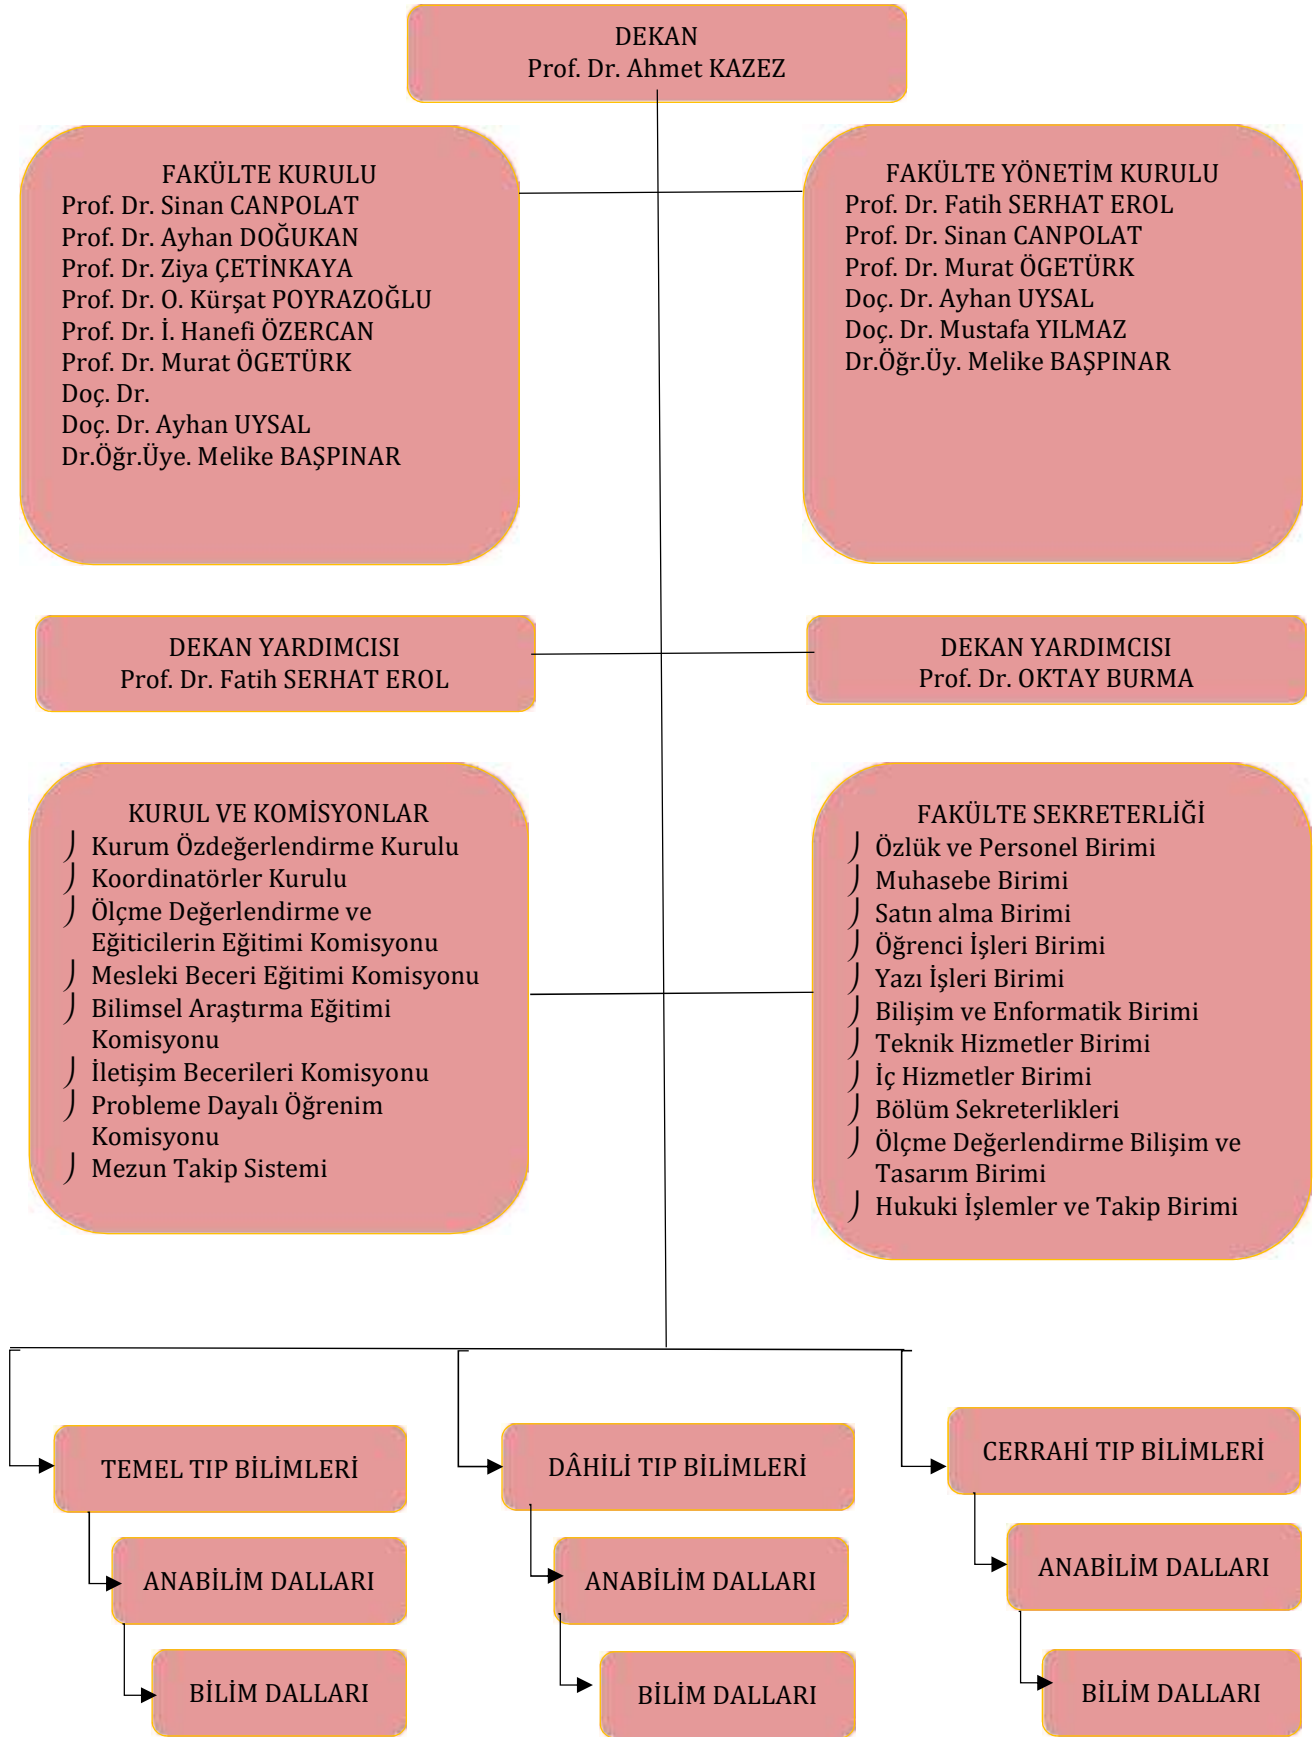 DEKAN
Prof. Dr. Ahmet KAZEZ
FAKÜLTE KURULU
Prof. Dr. Sinan CANPOLAT
Prof. Dr. Ayhan DOĞUKAN
Prof. Dr. Ziya ÇETİNKAYA
Prof. Dr. O. Kürşat POYRAZOĞLU
Prof. Dr. İ. Hanefi ÖZERCAN
Prof. Dr. Murat ÖGETÜRK
Doç. Dr.
Doç. Dr. Ayhan UYSAL
Dr.Öğr.Üye. Melike BAŞPINAR
FAKÜLTE YÖNETİM KURULU
Prof. Dr. Fatih SERHAT EROL
Prof. Dr. Sinan CANPOLAT
Prof. Dr. Murat ÖGETÜRK
Doç. Dr. Ayhan UYSAL
Doç. Dr. Mustafa YILMAZ
Dr.Öğr.Üy. Melike BAŞPINAR
DEKAN YARDIMCISI
Prof. Dr. Fatih SERHAT EROL
DEKAN YARDIMCISI
Prof. Dr. OKTAY BURMA
KURUL VE KOMİSYONLAR
Kurum Özdeğerlendirme Kurulu
Koordinatörler Kurulu
Ölçme Değerlendirme ve
Eğiticilerin Eğitimi Komisyonu
Mesleki Beceri Eğitimi Komisyonu
Bilimsel Araştırma Eğitimi
Komisyonu
İletişim Becerileri Komisyonu
Probleme Dayalı Öğrenim
Komisyonu
Mezun Takip Sistemi
FAKÜLTE SEKRETERLİĞİ
Özlük ve Personel Birimi
Muhasebe Birimi
Satın alma Birimi
Öğrenci İşleri Birimi
Yazı İşleri Birimi
Bilişim ve Enformatik Birimi
Teknik Hizmetler Birimi
İç Hizmetler Birimi
Bölüm Sekreterlikleri
Ölçme Değerlendirme Bilişim ve
Tasarım Birimi
Hukuki İşlemler ve Takip Birimi
TEMEL TIP BİLİMLERİ
ANABİLİM DALLARI
BİLİM DALLARI
DÂHİLİ TIP BİLİMLERİ
ANABİLİM DALLARI
BİLİM DALLARI
CERRAHİ TIP BİLİMLERİ
ANABİLİM DALLARI
BİLİM DALLARI